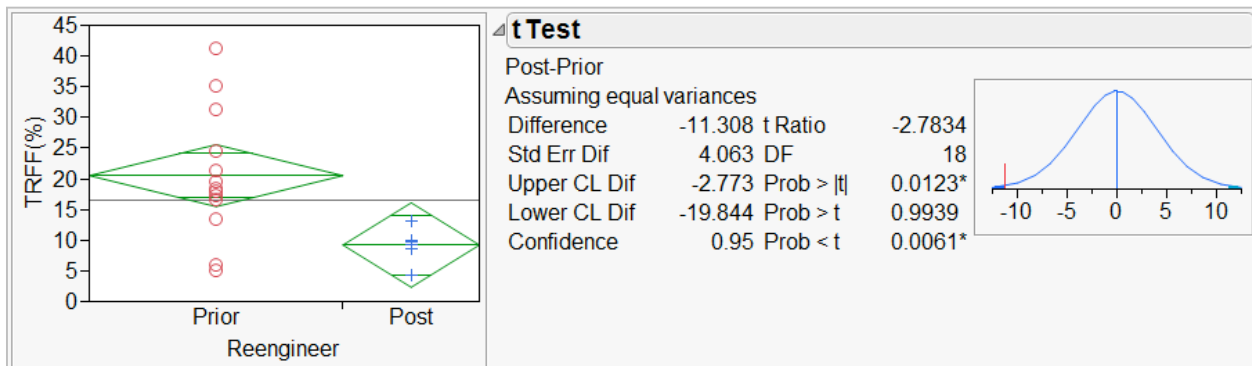 45
40
35
30
25
20
15
10
5
0
TRFF(%)
Prior Post
Reengineer
t Test
Post-Prior
Assuming equal variances
Difference -11.308 t Ratio -2.7834
Std Err Dif 4.063 DF 18
Upper CL Dif -2.773 Prob > |t| 0.0123*
Lower CL Dif -19.844 Prob > t 0.9939
Confidence 0.95 Prob < t 0.0061*
-10 -5 0 5 10